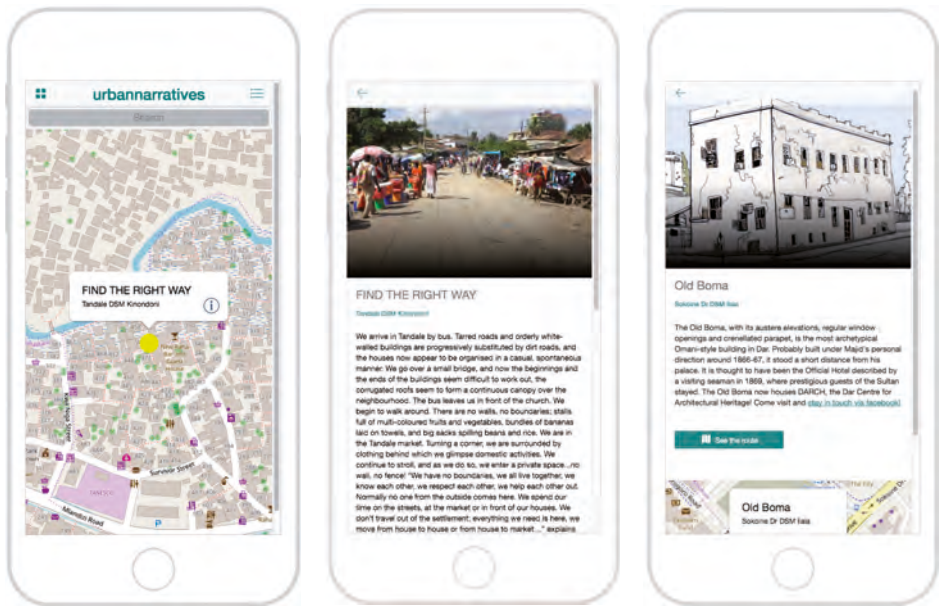 urbannarratives
Search
FIND THE RIGHT WAY
Tandale DSM Kinondoni
Survivor Street
TANESCO
P
FIND THE RIGHT WAY
Tandale DSM Kinondoni
We arrive in Tandale by bus. Tarred roads and orderly white-
walled buildings are progressively substituted by dirt roads, and
the houses now appear to be organised in a casual, spontaneous
manner. We go over a small bridge, and now the beginnings and
the ends of the buildings seem difficult to work out, the
corrugated roofs seem to form a continuous canopy over the
neighbourhood. The bus leaves us in front of the church. We
begin to walk around. There are no walls, no boundaries; stalls
full of multi-coloured fruits and vegetables, bundles of bananas
laid on towels, and big sacks spilling beans and rice. We are in
the Tandale market. Turning a corner, we are surrounded by
clothing behind which we glimpse domestic activities. We
continue to stroll, and as we do so, we enter a private space...no
wall, no fence! "We have no boundaries, we all live together, we
know each other, we respect each other, we help each other out.
Normally no one from the outside comes here. We spend our
time on the streets, at the market or in front of our houses. We
don't travel out of the settlement; everything we need is here, we
move from house to house or from house to market..." explains
Old Boma
Sokoine Dr DSM Ilala
The Old Boma, with its austere elevations, regular window
openings and crenellated parapet, is the most archetypical
Omani-style building in Dar. Probably built under Majid's personal
direction around 1866-67, it stood a short distance from his
palace. It is thought to have been the Official Hotel described by
a visiting seaman in 1869, where prestigious guests of the Sultan
stayed. The Old Boma now houses DARCH, the Dar Centre for
Architectural Heritage! Come visit and stay in touch via facebook!
See the route
Old Boma
Sokoine Dr DSM Ilala
Sokoine Dr